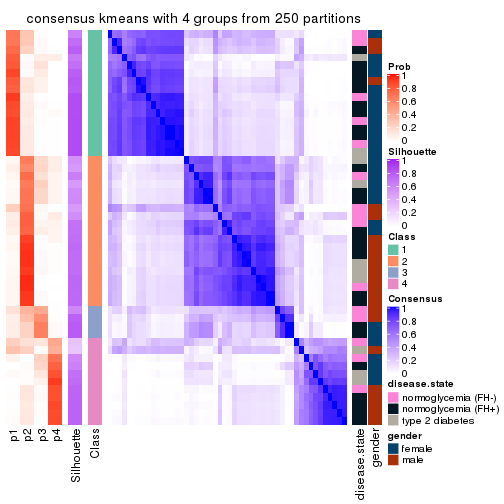 consensus kmeans with 4 groups from 250 partitions
p1
p2
p3
p4
Silhouette
Class
disease.state
gender
Prob
1
0.8
0.6
0.4
0.2
0
Silhouette
1
0.8
0.6
0.4
0.2
0
Class
1
2
3
4
Consensus
1
0.8
0.6
0.4
0.2
0
disease.state
normoglycemia (FH-)
normoglycemia (FH+)
type 2 diabetes
gender
female
male